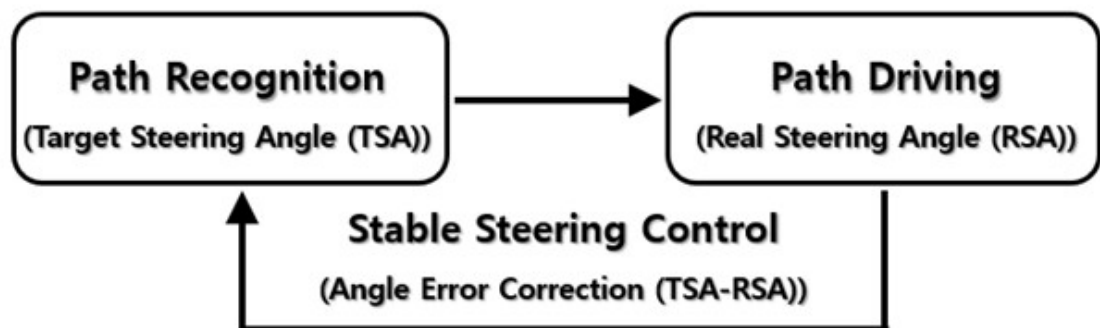 Path Recognition
(Target Steering Angle (TSA))
Path Driving
(Real Steering Angle (RSA))
Stable Steering Control
(Angle Error Correction (TSA-RSA))